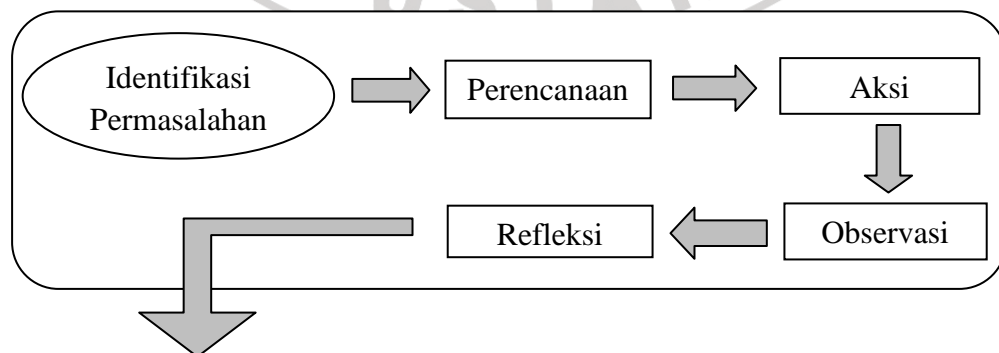 Identifikasi
Permasalahan
Perencanaan
Aksi
Observasi
Refleksi